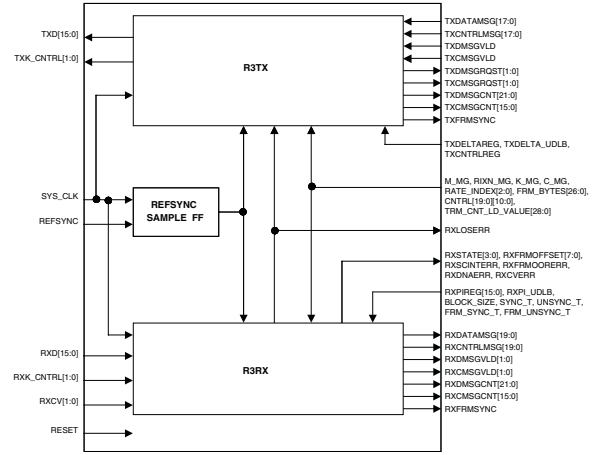 TXD[15:0]
TXK_CNTRL[1:0]
R3TX
TXDATAMSG[17:0]
TXCNTRLMSG[17:0]
TXDMSGVLD
TXCMSGVLD
TXDMSGRQST[1:0]
TXCMSGRQST[1:0]
TXDMSGCNT[21:0]
TXCMSGCNT[15:0]
TXFRMSYNC
TXDELTAREG, TXDELTA_UDLB,
TXCNTRLREG
SYS_CLK
REFSYNC
REFSYNC
SAMPLE FF
M_MG, RIXN_MG, K_MG, C_MG,
RATE_INDEX[2:0], FRM_BYTES[26:0],
CNTRL[19:0][10:0],
TRM_CNT_LD_VALUE[28:0]
RXLOSERR
RXSTATE[3:0], RXFRMOFFSET[7:0],
RXSCINTERR, RXFRMOORERR,
RXDNAERR, RXCVERR
RXPIREG[15:0], RXPI_UDLB,
BLOCK_SIZE, SYNC_T, UNSYNC_T,
FRM_SYNC_T, FRM_UNSYNC_T
RXD[15:0]
RXK_CNTRL[1:0]
RXCV[1:0]
RESET
R3RX
RXDATAMSG[19:0]
RXCNTRLMSG[19:0]
RXDMSGVLD[1:0]
RXCMSGVLD[1:0]
RXDMSGCNT[21:0]
RXCMSGCNT[15:0]
RXFRMSYNC